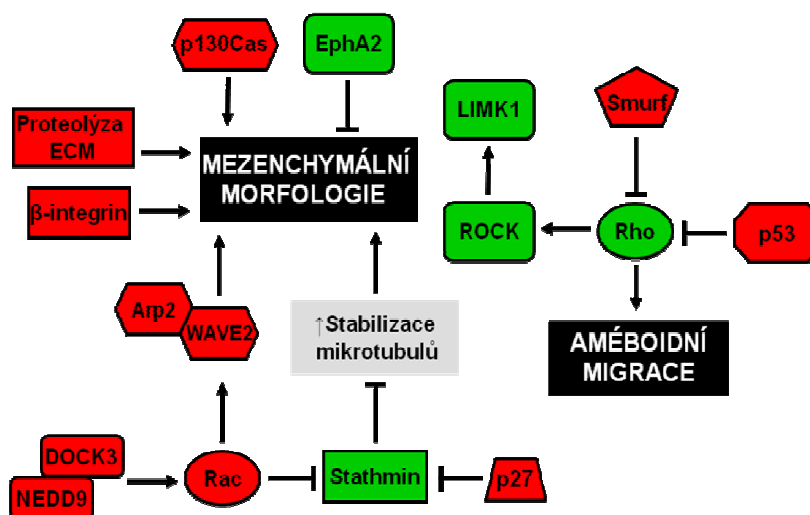 p130Cas
EphA2
LIMK1
Smurf
Proteolýza
ECM
MEZENCHYMÁLNÍ
MORFOLOGIE
β-integrin
ROCK
Rho
p53
Arp2
WAVE2
↑Stabilizace
mikrotubulů
AMÉBOIDNÍ
MIGRACE
DOCK3
NEDD9
Rac
Stathmin
p27